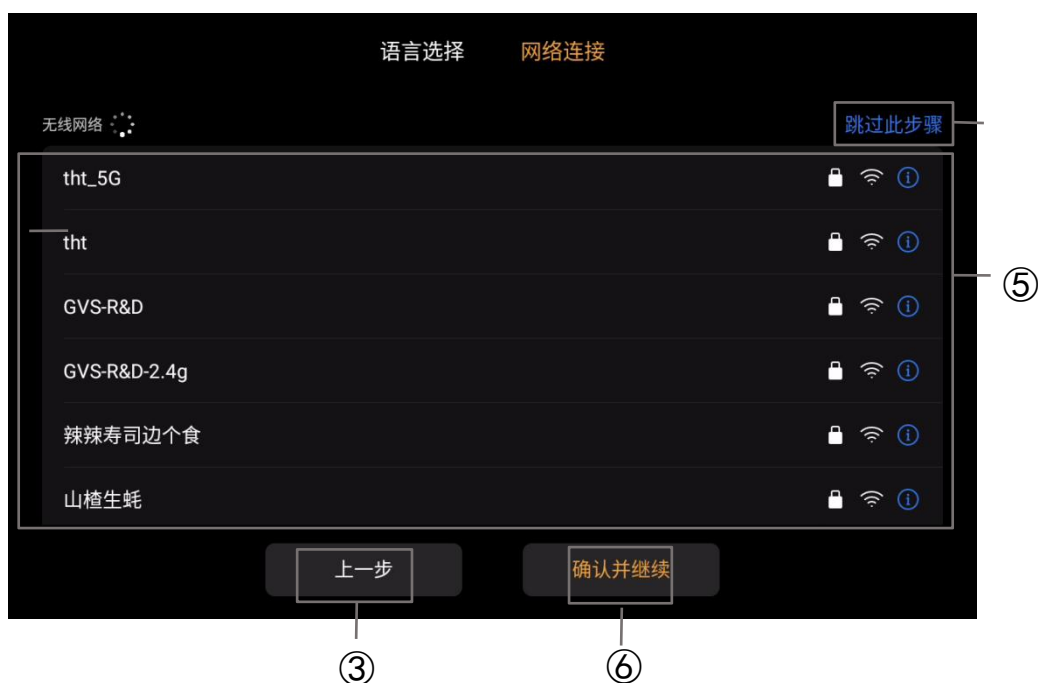 语言选择 网络连接
无线网络 跳过此步骤
tht_5G
tht
⑤
GVS-R&D
GVS-R&D-2.4g
辣辣寿司边个食
山楂生蚝
上一步 确认并继续
③ ⑥